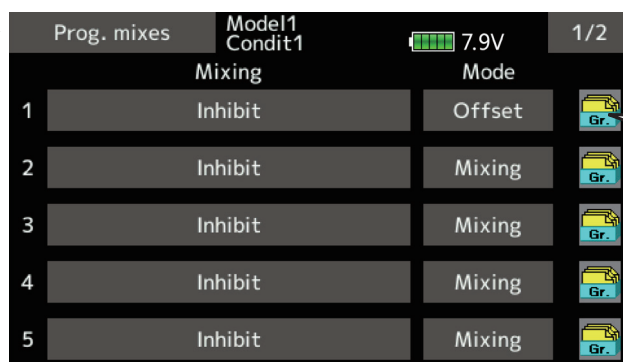 Prog. mixes Model1 7.9V 1/2
Condit1
Mixing Mode
1 Inhibit Offset Gr.
2 Inhibit Mixing Gr.
3 Inhibit Mixing Gr.
4 Inhibit Mixing Gr.
5 Inhibit Mixing Gr.